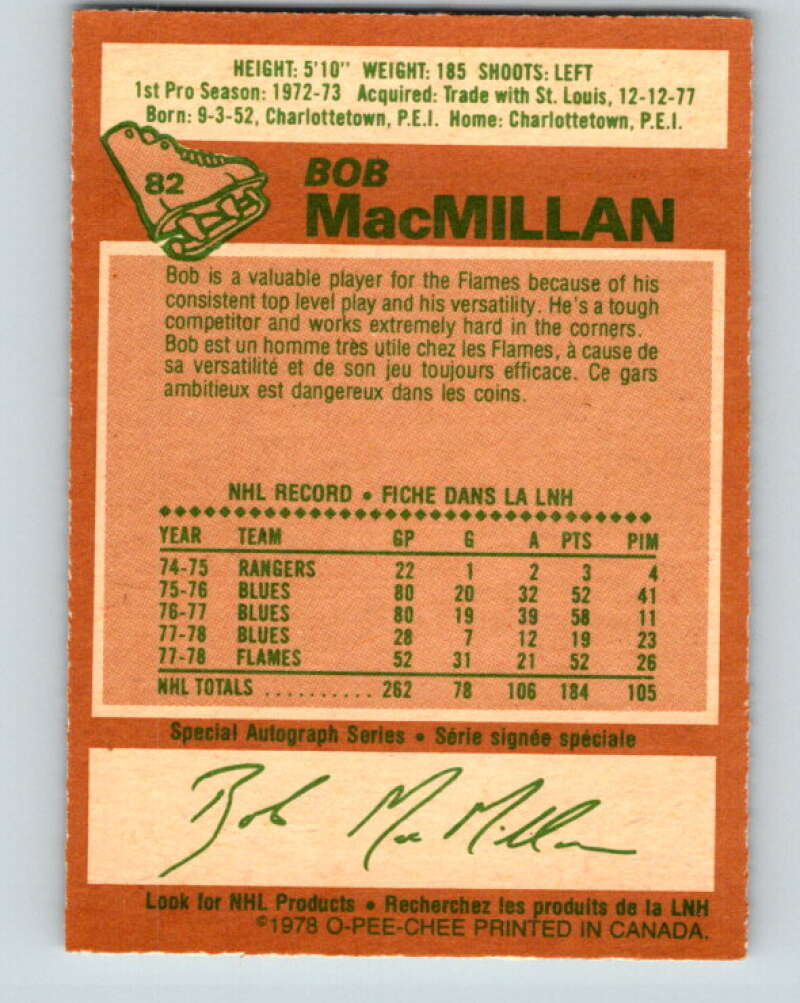 HEIGHT: 5'10" WEIGHT: 185 SHOOTS: LEFT
1st Pro Season: 1972-73 Acquired: Trade with St. Louis, 12-12-77
Born: 9-3-52, Charlottetown, P.E.I. Home: Charlottetown, P.E.I.
82
BOB
MacMILLAN
Bob is a valuable player for the Flames because of his
consistent top level play and his versatility. He's a tough
competitor and works extremely hard in the corners.
Bob est un homme très utile chez les Flames, à cause de
sa versatilité et de son jeu toujours efficace. Ce gars
ambitieux est dangereux dans les coins.
NHL RECORD • FICHE DANS LA LNH
YEAR TEAM GP G A PTS PIM
74-75 RANGERS 22 1 2 3 4
75-76 BLUES 80 20 32 52 41
76-77 BLUES 80 19 39 58 11
77-78 BLUES 28 7 12 19 23
77-78 FLAMES 52 31 21 52 26
NHL TOTALS .......... 262 78 106 184 105
Special Autograph Series • Série signée spéciale
Bob MacMillan
Look for NHL Products • Recherchez les produits de la LNH
©1978 O-PEE-CHEE PRINTED IN CANADA.